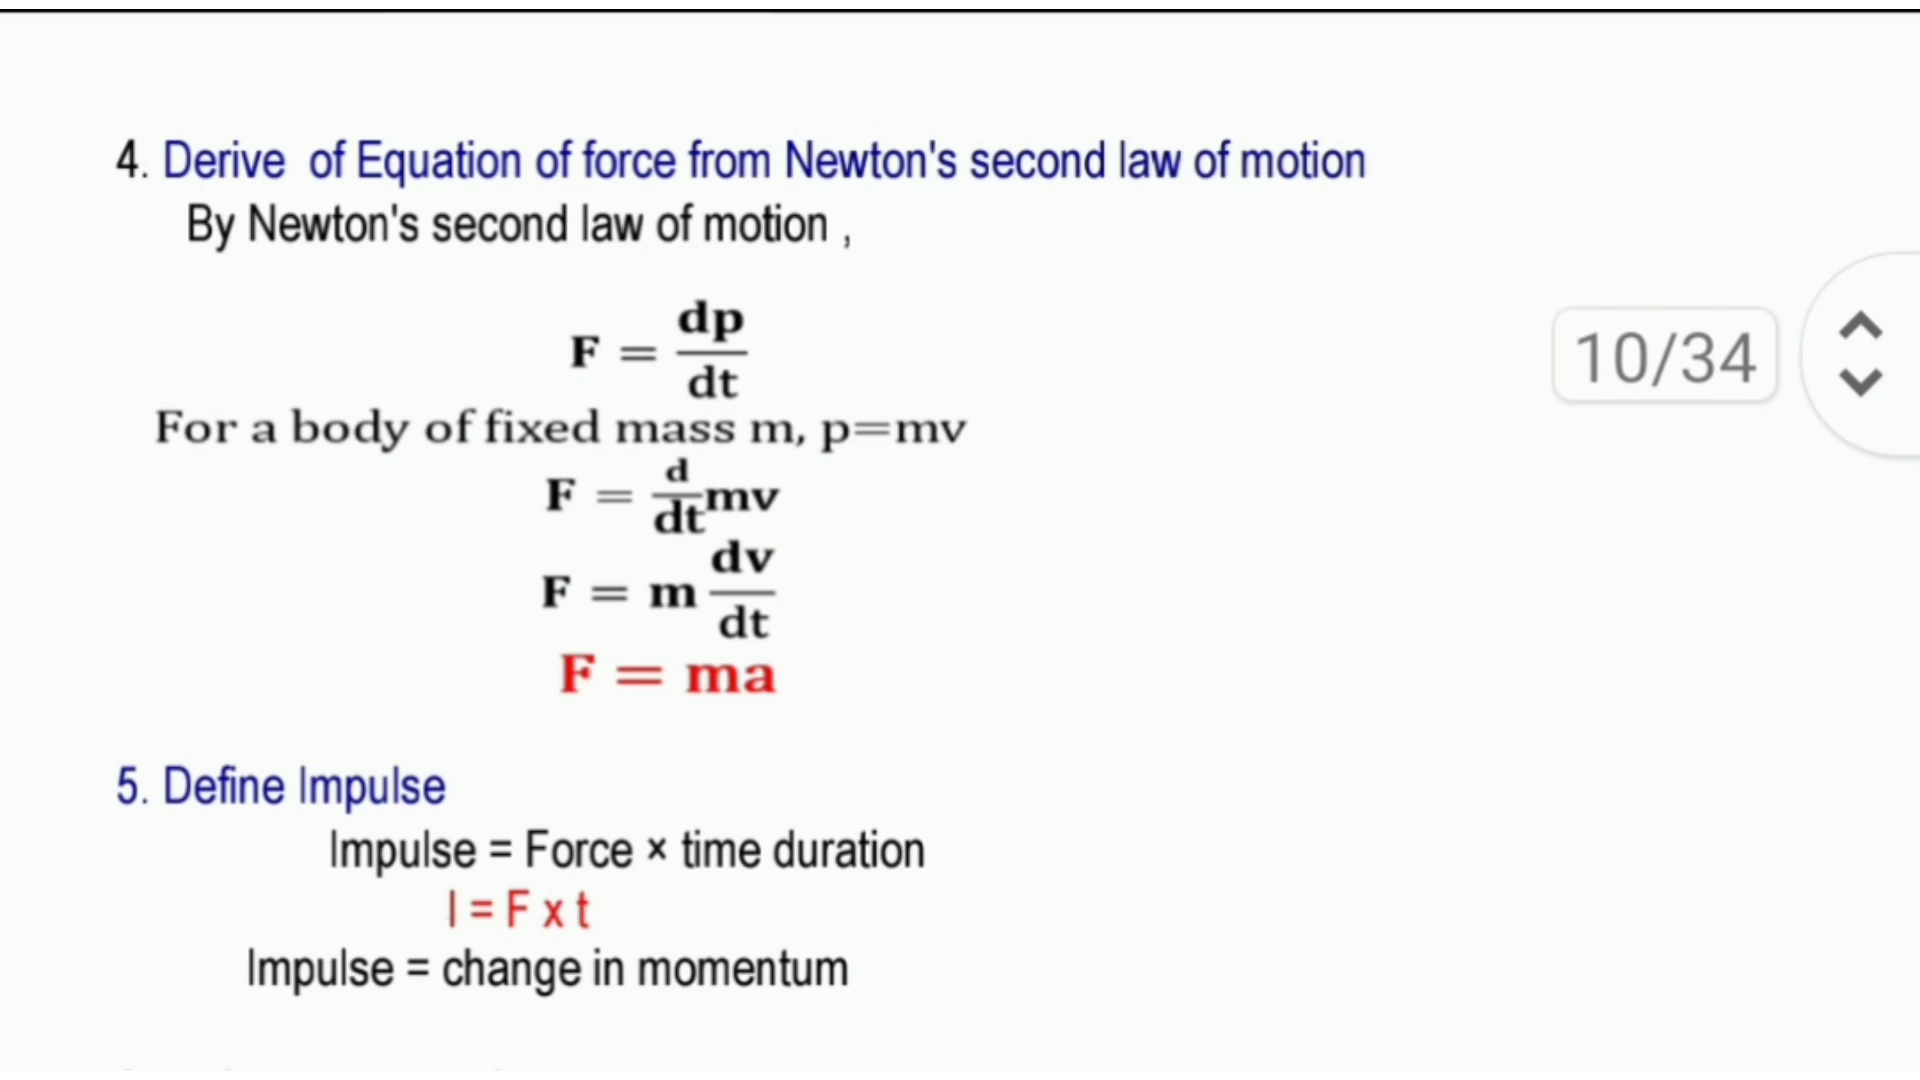 4. Derive of Equation of force from Newton's second law of motion
By Newton's second law of motion ,
F = dp/dt
10/34
For a body of fixed mass m, p=mv
F = d/dt mv
F = m dv/dt
F = ma
5. Define Impulse
Impulse = Force × time duration
I = F x t
Impulse = change in momentum